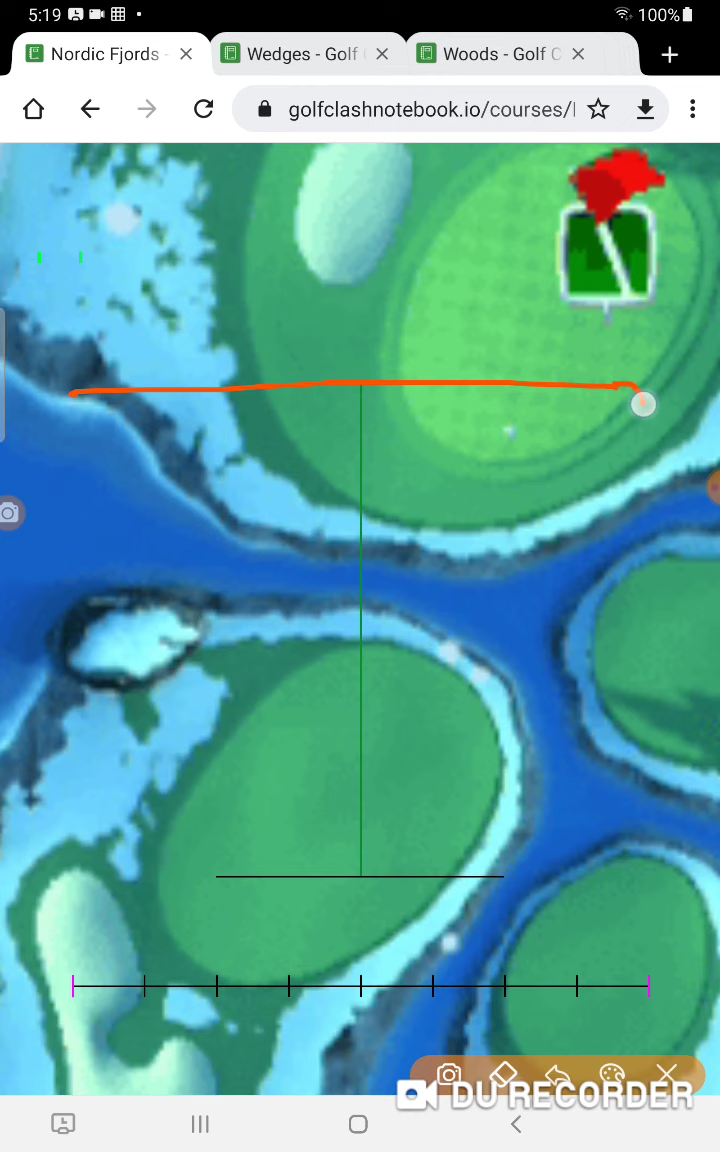 5:19 100%
Nordic Fjords - Wedges - Golf Woods - Golf C
golfclashnotebook.io/courses/
DU RECORDER